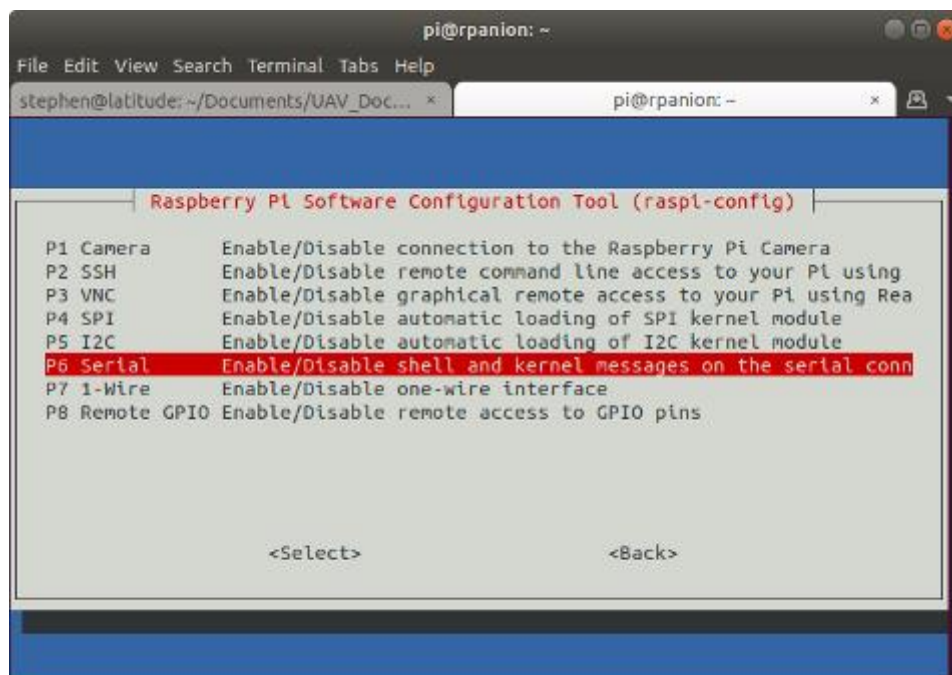 pi@rpanion: ~
File Edit View Search Terminal Tabs Help
stephen@latitude: ~/Documents/UAV_Doc... × pi@rpanion: ~ ×
Raspberry Pi Software Configuration Tool (raspi-config)
P1 Camera Enable/Disable connection to the Raspberry Pi Camera
P2 SSH Enable/Disable remote command line access to your Pi using
P3 VNC Enable/Disable graphical remote access to your Pi using Rea
P4 SPI Enable/Disable automatic loading of SPI kernel module
P5 I2C Enable/Disable automatic loading of I2C kernel module
P6 Serial Enable/Disable shell and kernel messages on the serial conn
P7 1-Wire Enable/Disable one-wire interface
P8 Remote GPIO Enable/Disable remote access to GPIO pins
<Select> <Back>